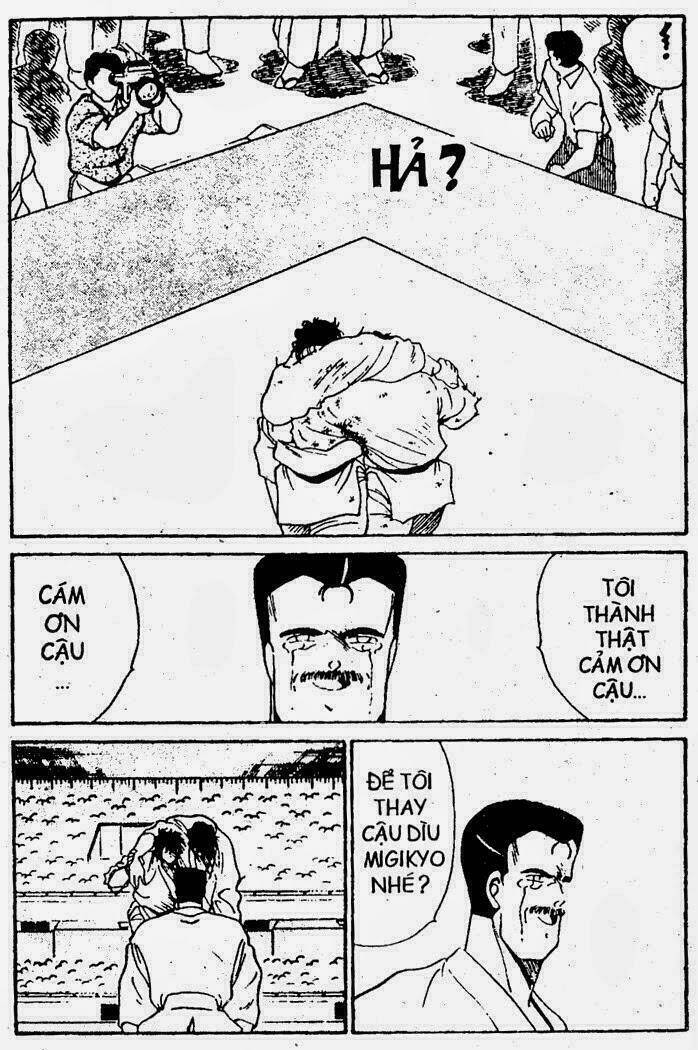 HẢ?
TÔI
THÀNH
THẬT
CẢM ƠN
CẬU...
CÁM
ƠN
CẬU
...
ĐỂ TÔI
THAY
CẬU DÌU
MIGIKYO
NHÉ?